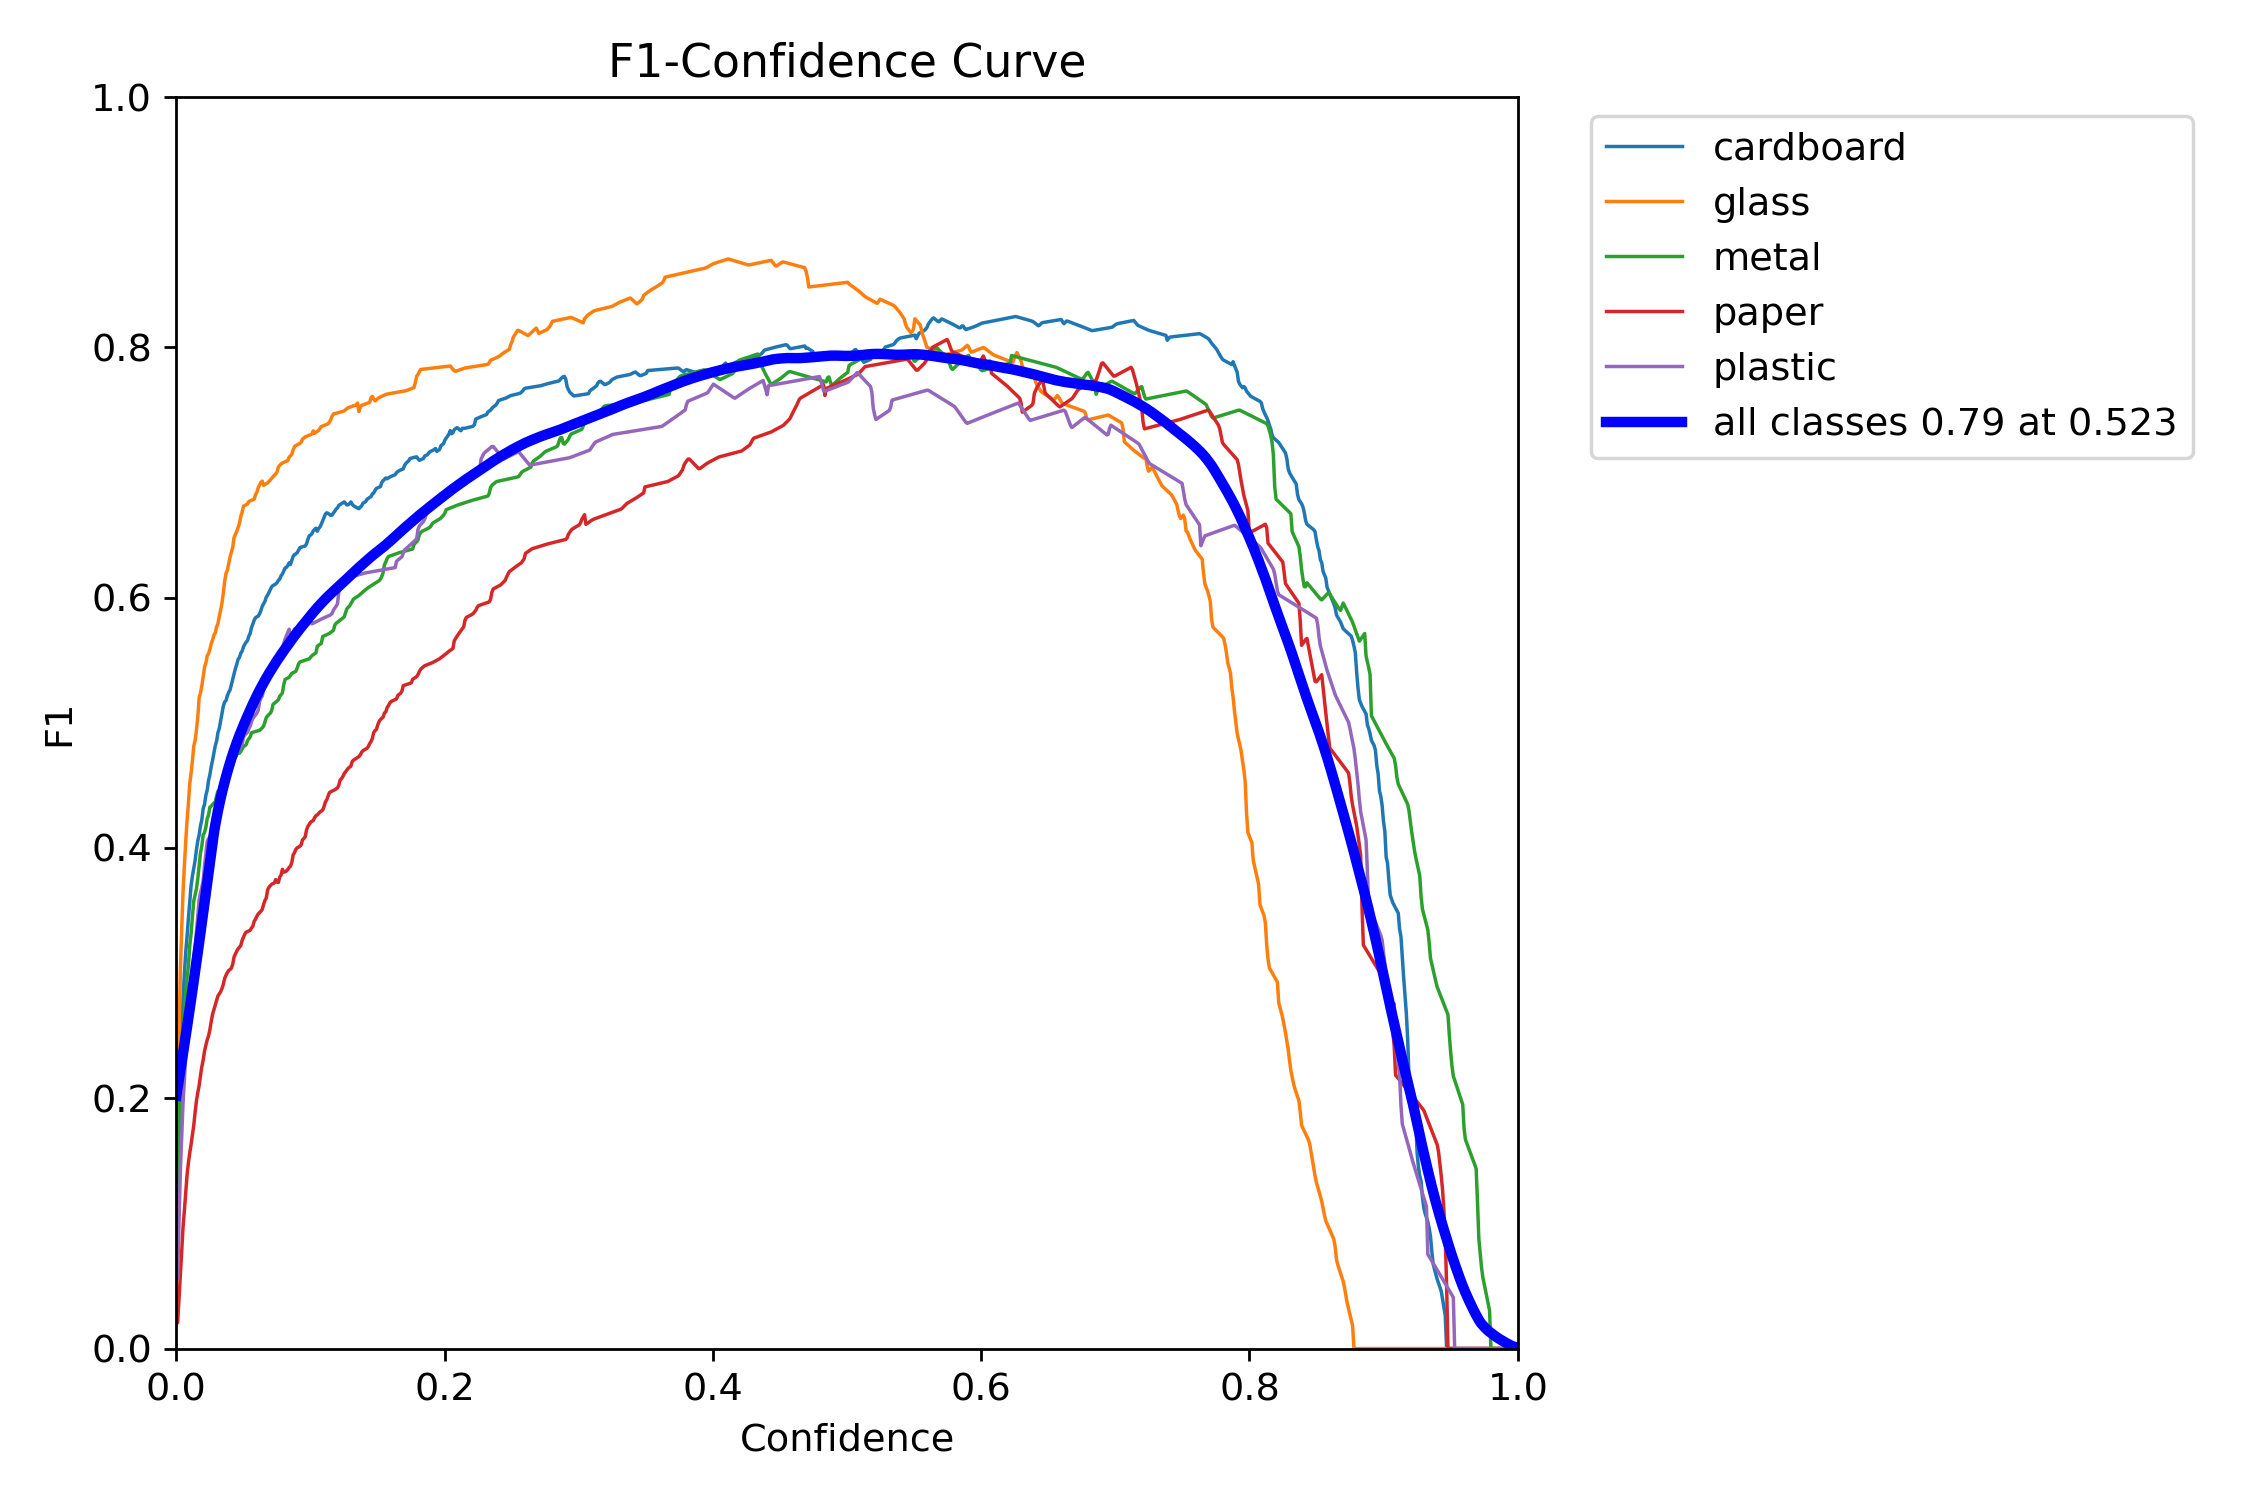 F1-Confidence Curve
1.0
0.8
0.6
0.4
0.2
0.0
F1
0.0 0.2 0.4 0.6 0.8 1.0
Confidence
cardboard
glass
metal
paper
plastic
all classes 0.79 at 0.523